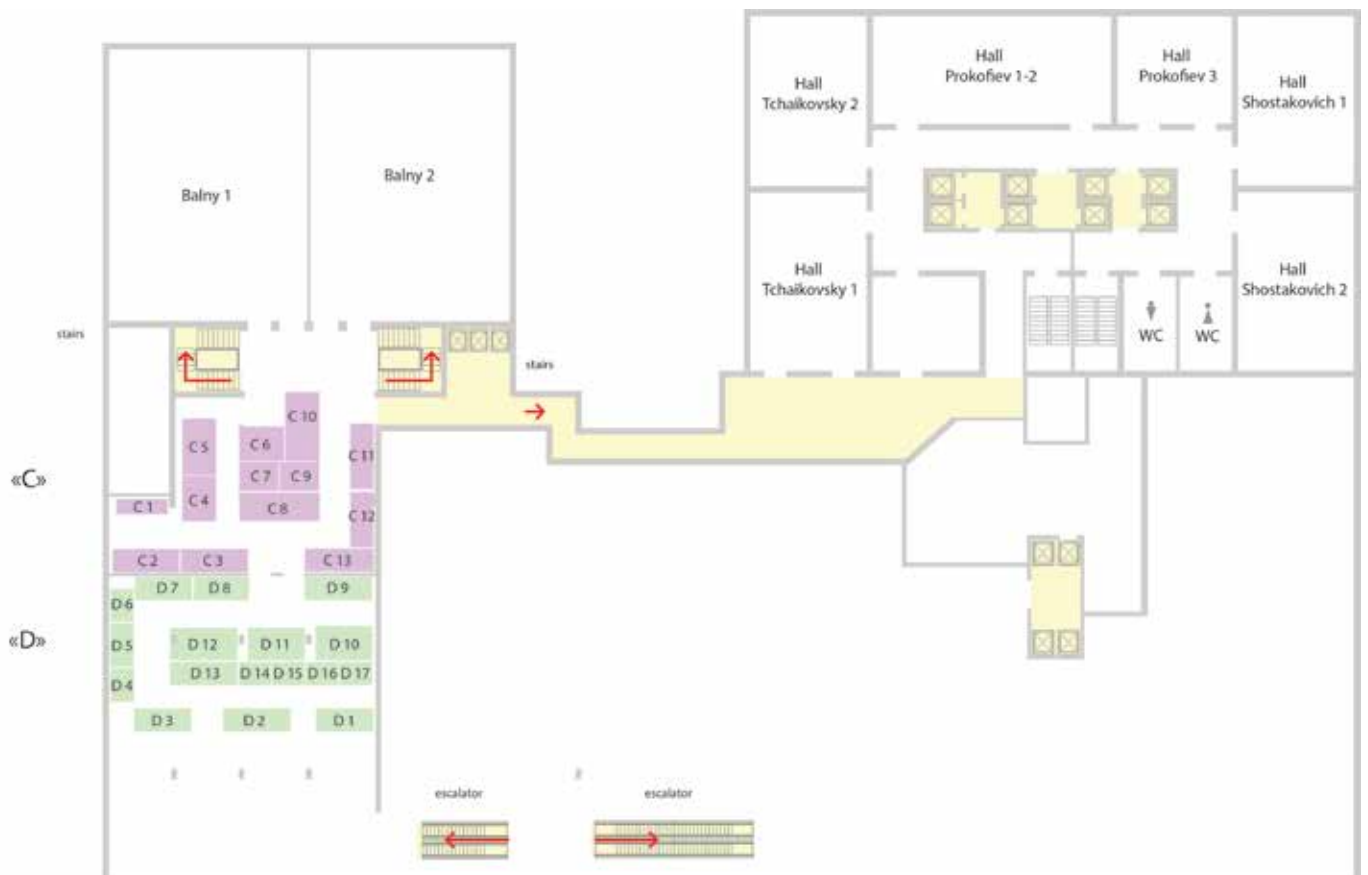 Hall
Prokofiev 1-2
Hall
Prokofiev 3
Hall
Tchaikovsky 2
Hall
Shostakovich 1
Balny 1
Balny 2
Hall
Tchaikovsky 1
Hall
Shostakovich 2
WC
WC
stairs
stairs
«C»
C 10
C 5
C 6
C 11
C 7
C 9
C 4
C 8
C 1
C 12
C 2
C 3
C 13
«D»
D 7
D 8
D 9
D 6
D 5
D 12
D 11
D 10
D 4
D 13
D 14
D 15
D 16
D 17
D 3
D 2
D 1
escalator
escalator